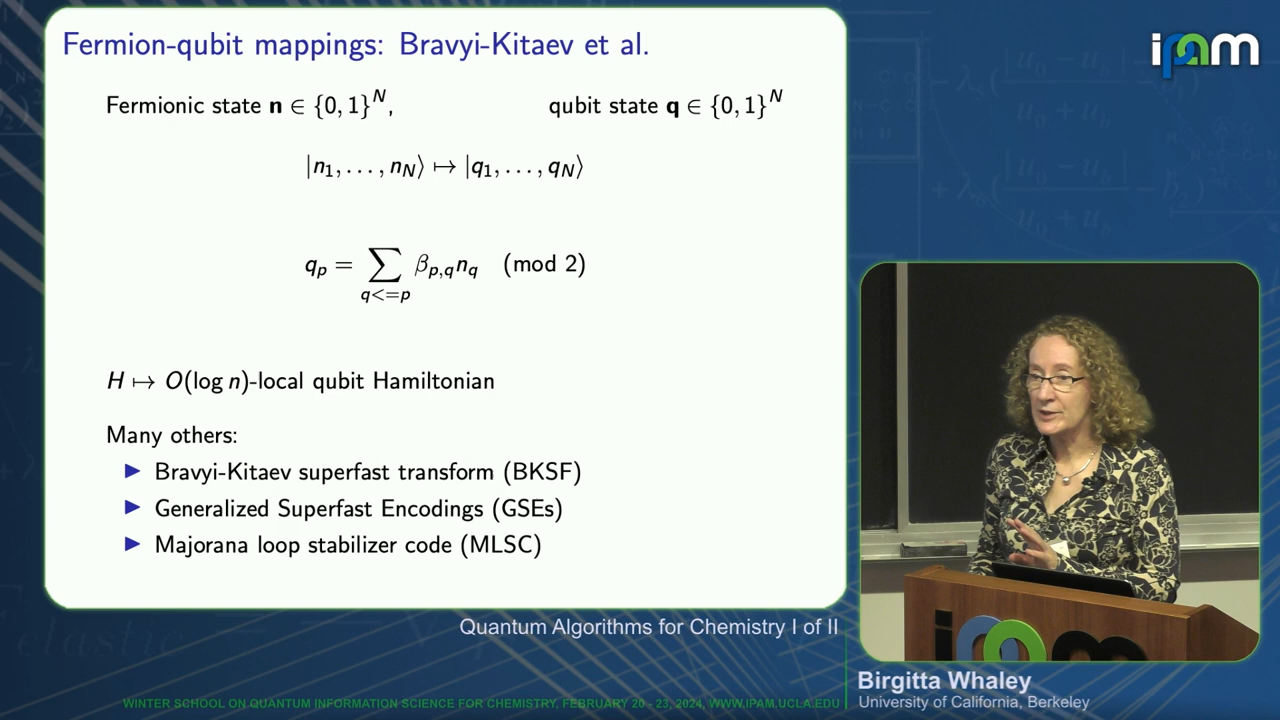 Fermion-qubit mappings: Bravyi-Kitaev et al.
Fermionic state n ∈ {0, 1}^N, qubit state q ∈ {0, 1}^N
|n_1, . . . , n_N⟩ ↦ |q_1, . . . , q_N⟩
q_p = ∑_{q<=p} β_{p,q} n_q (mod 2)
H ↦ O(log n)-local qubit Hamiltonian
Many others:
Bravyi-Kitaev superfast transform (BKSF)
Generalized Superfast Encodings (GSEs)
Majorana loop stabilizer code (MLSC)
Quantum Algorithms for Chemistry I of II
ipam
Birgitta Whaley
University of California, Berkeley
WINTER SCHOOL ON QUANTUM INFORMATION SCIENCE FOR CHEMISTRY, FEBRUARY 20 - 23, 2024, WWW.IPAM.UCLA.EDU